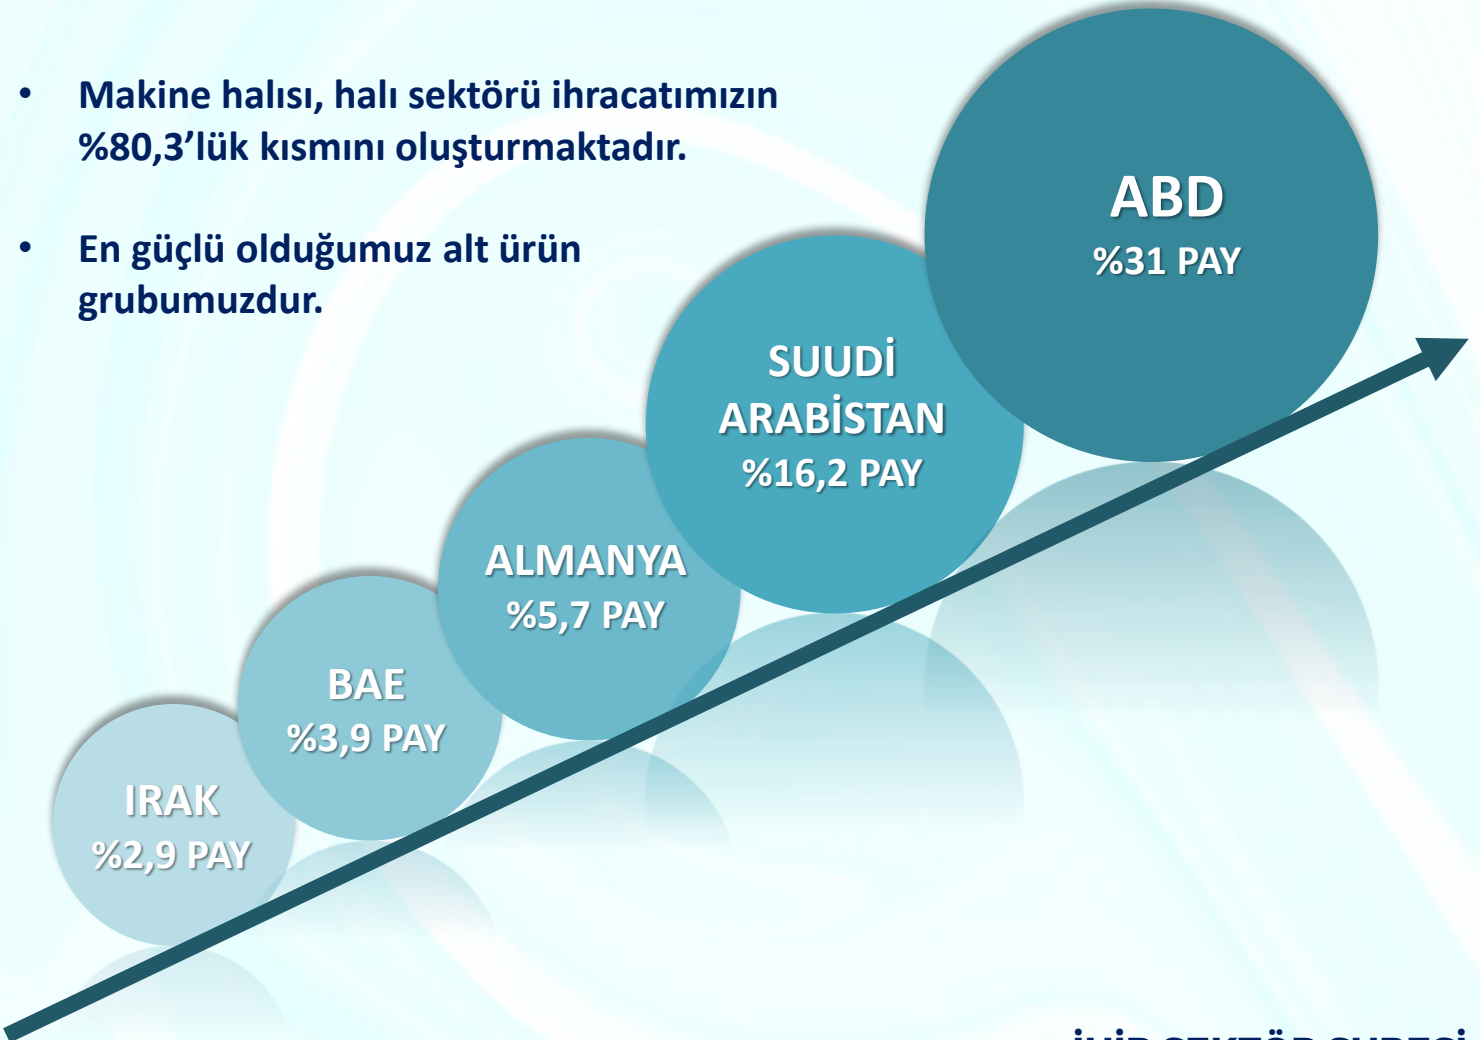 • Makine halısı, halı sektörü ihracatımızın
%80,3’lük kısmını oluşturmaktadır.
• En güçlü olduğumuz alt ürün
grubumuzdur.
ABD
%31 PAY
SUUDİ
ARABİSTAN
%16,2 PAY
ALMANYA
%5,7 PAY
BAE
%3,9 PAY
IRAK
%2,9 PAY
SEKTÖR